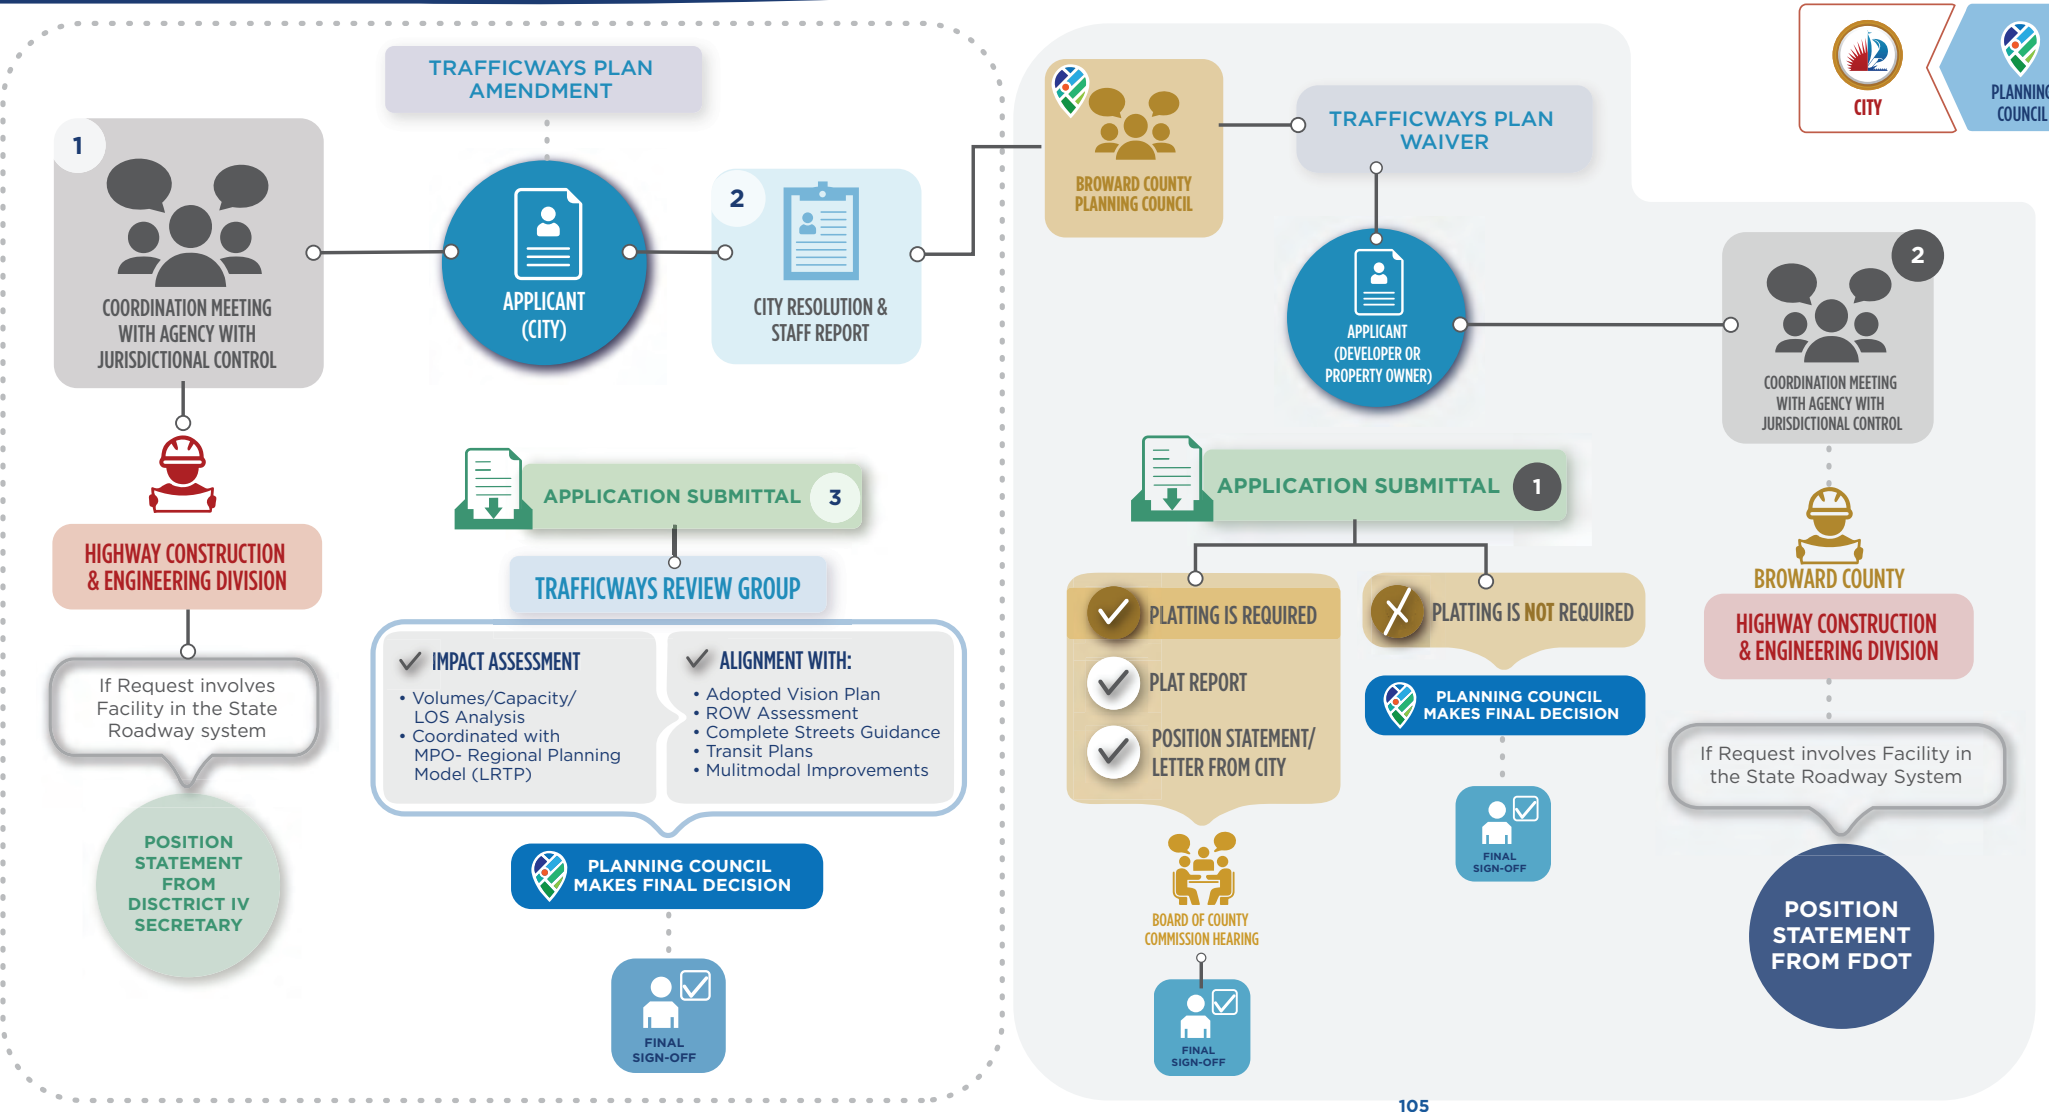 TRAFFICWAYS PLAN
AMENDMENT
1
COORDINATION MEETING
WITH AGENCY WITH
JURISDICTIONAL CONTROL
APPLICANT
(CITY)
2
CITY RESOLUTION &
STAFF REPORT
HIGHWAY CONSTRUCTION
& ENGINEERING DIVISION
If Request involves
Facility in the State
Roadway system
POSITION
STATEMENT
FROM
DISCTRICT IV
SECRETARY
APPLICATION SUBMITTAL
3
TRAFFICWAYS REVIEW GROUP
IMPACT ASSESSMENT
• Volumes/Capacity/
LOS Analysis
• Coordinated with
MPO- Regional Planning
Model (LRTP)
ALIGNMENT WITH:
• Adopted Vision Plan
• ROW Assessment
• Complete Streets Guidance
• Transit Plans
• Mulitmodal Improvements
PLANNING COUNCIL
MAKES FINAL DECISION
FINAL
SIGN-OFF
BROWARD COUNTY
PLANNING COUNCIL
TRAFFICWAYS PLAN
WAIVER
CITY
PLANNING
COUNCIL
APPLICANT
(DEVELOPER OR
PROPERTY OWNER)
2
COORDINATION MEETING
WITH AGENCY WITH
JURISDICTIONAL CONTROL
APPLICATION SUBMITTAL
1
PLATTING IS REQUIRED
PLAT REPORT
POSITION STATEMENT/
LETTER FROM CITY
BOARD OF COUNTY
COMMISSION HEARING
FINAL
SIGN-OFF
PLATTING IS NOT REQUIRED
PLANNING COUNCIL
MAKES FINAL DECISION
FINAL
SIGN-OFF
BROWARD COUNTY
HIGHWAY CONSTRUCTION
& ENGINEERING DIVISION
If Request involves Facility in
the State Roadway System
POSITION
STATEMENT
FROM FDOT
105